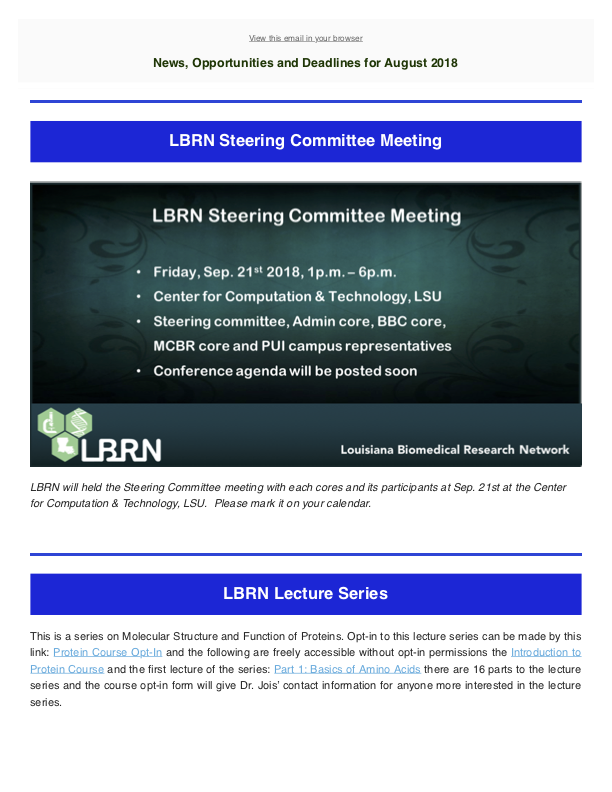 View this email in your browser
News, Opportunities and Deadlines for August 2018
LBRN Steering Committee Meeting
LBRN Steering Committee Meeting
• Friday, Sep. 21st 2018, 1p.m. – 6p.m.
• Center for Computation & Technology, LSU
• Steering committee, Admin core, BBC core,
MCBR core and PUI campus representatives
• Conference agenda will be posted soon
LBRN
Louisiana Biomedical Research Network
LBRN will held the Steering Committee meeting with each cores and its participants at Sep. 21st at the Center
for Computation & Technology, LSU.  Please mark it on your calendar.
LBRN Lecture Series
This is a series on Molecular Structure and Function of Proteins. Opt-in to this lecture series can be made by this
link: Protein Course Opt-In and the following are freely accessible without opt-in permissions the Introduction to
Protein Course and the first lecture of the series: Part 1: Basics of Amino Acids there are 16 parts to the lecture
series and the course opt-in form will give Dr. Jois' contact information for anyone more interested in the lecture
series.